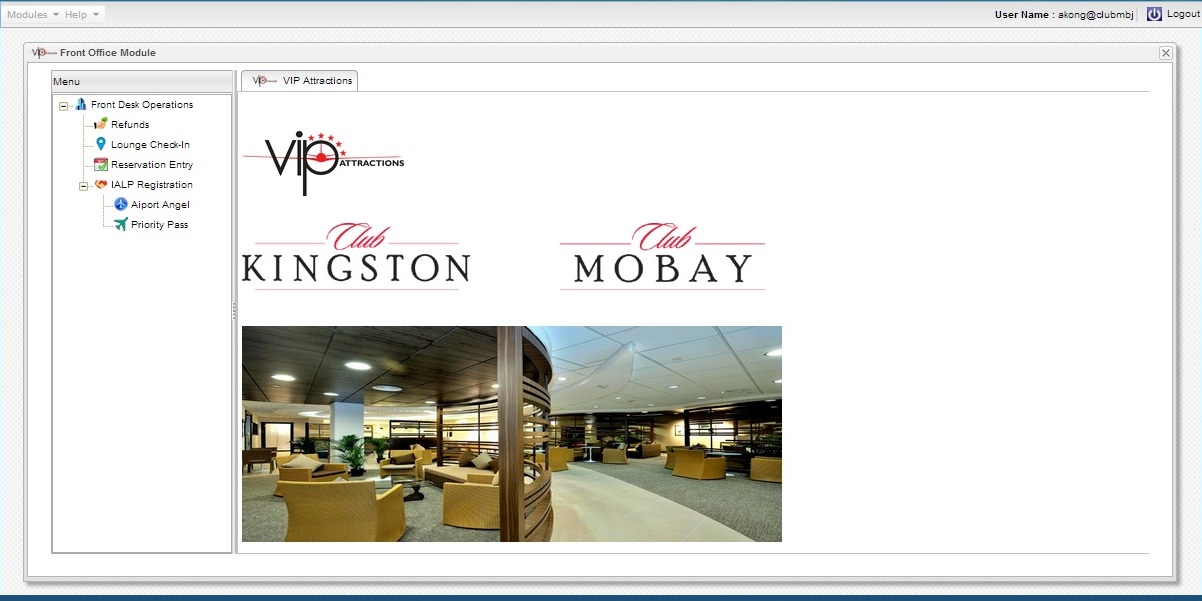 Modules Help User Name : akong@clubmbj Logout
Front Office Module
Menu
VIP Attractions
Front Desk Operations
Refunds
Lounge Check-In
Reservation Entry
IALP Registration
Aiport Angel
Priority Pass
vip ATTRACTIONS
Club
KINGSTON
Club
MOBAY